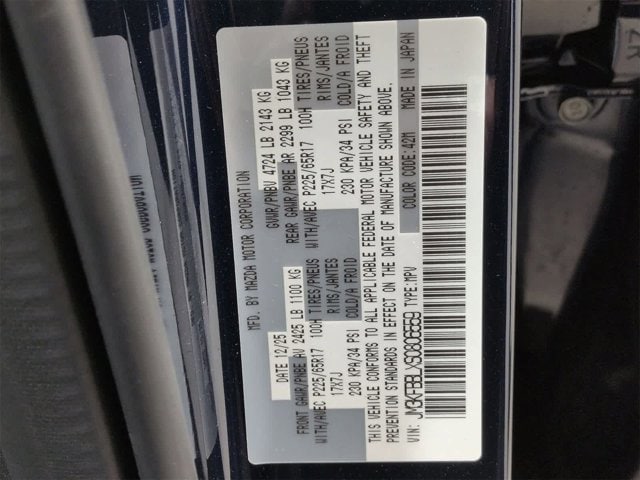 MFD. BY MAZDA MOTOR CORPORATION
DATE 12/25 GVWR/PNBV 4724 LB 2143 KG
FRONT GAWR/PNBE AV 2425 LB 1100 KG REAR GAWR/PNBE AR 2299 LB 1043 KG
WITH/AVEC P225/65R17 100H TIRES/PNEUS WITH/AVEC P225/65R17 100H TIRES/PNEUS
17X7J RIMS/JANTES 17X7J RIMS/JANTES
230 KPA/34 PSI COLD/A FROID 230 KPA/34 PSI COLD/A FROID
THIS VEHICLE CONFORMS TO ALL APPLICABLE FEDERAL MOTOR VEHICLE SAFETY AND THEFT
PREVENTION STANDARDS IN EFFECT ON THE DATE OF MANUFACTURE SHOWN ABOVE.
VIN: JM3KFBBLXS0806559 TYPE: MPV COLOR CODE: 42M MADE IN JAPAN